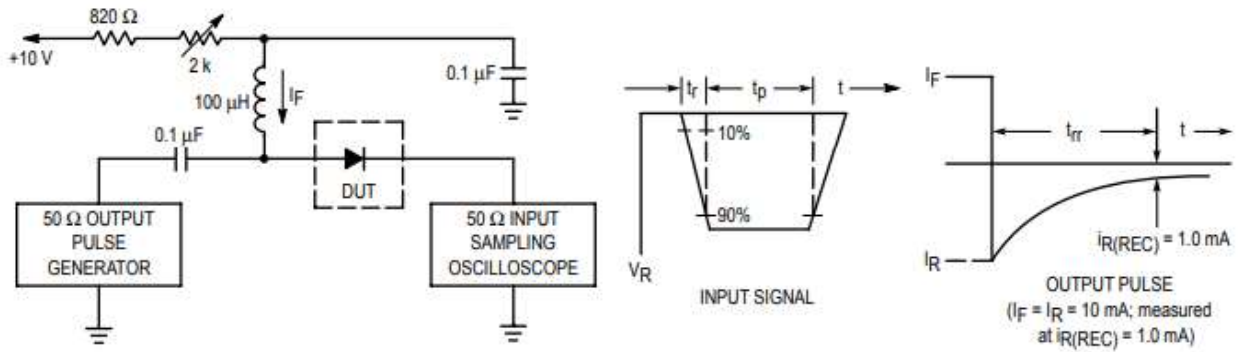 820 Ω
+10 V
2 k
100 μH
IF
0.1 μF
0.1 μF
DUT
50 Ω OUTPUT
PULSE
GENERATOR
50 Ω INPUT
SAMPLING
OSCILLOSCOPE
tr
tp
t
10%
90%
VR
INPUT SIGNAL
IF
trr
t
IR
iR(REC) = 1.0 mA
OUTPUT PULSE
(IF = IR = 10 mA; measured
at iR(REC) = 1.0 mA)